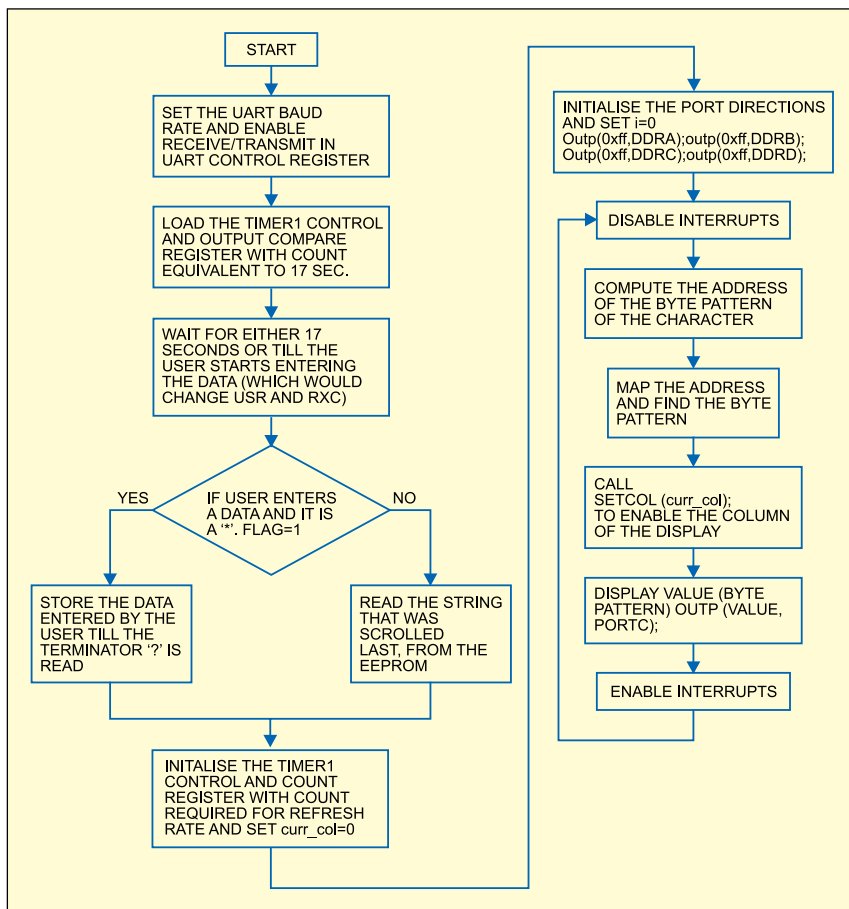 START
SET THE UART BAUD
RATE AND ENABLE
RECEIVE/TRANSMIT IN
UART CONTROL REGISTER
LOAD THE TIMER1 CONTROL
AND OUTPUT COMPARE
REGISTER WITH COUNT
EQUIVALENT TO 17 SEC.
WAIT FOR EITHER 17
SECONDS OR TILL THE
USER STARTS ENTERING
THE DATA (WHICH WOULD
CHANGE USR AND RXC)
YES
IF USER ENTERS
A DATA AND IT IS
A ‘*’. FLAG=1
NO
STORE THE DATA
ENTERED BY THE
USER TILL THE
TERMINATOR ‘?’ IS
READ
READ THE STRING
THAT WAS
SCROLLED
LAST, FROM THE
EEPROM
INITALISE THE TIMER1
CONTROL AND COUNT
REGISTER WITH COUNT
REQUIRED FOR REFRESH
RATE AND SET curr_col=0
INITIALISE THE PORT DIRECTIONS
AND SET i=0
Outp(0xff,DDRA);outp(0xff,DDRB);
Outp(0xff,DDRC);outp(0xff,DDRD);
DISABLE INTERRUPTS
COMPUTE THE ADDRESS
OF THE BYTE PATTERN
OF THE CHARACTER
MAP THE ADDRESS
AND FIND THE BYTE
PATTERN
CALL
SETCOL (curr_col);
TO ENABLE THE COLUMN
OF THE DISPLAY
DISPLAY VALUE (BYTE
PATTERN) OUTP (VALUE,
PORTC);
ENABLE INTERRUPTS